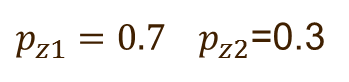 p_{z1} = 0.7 p_{z2}=0.3